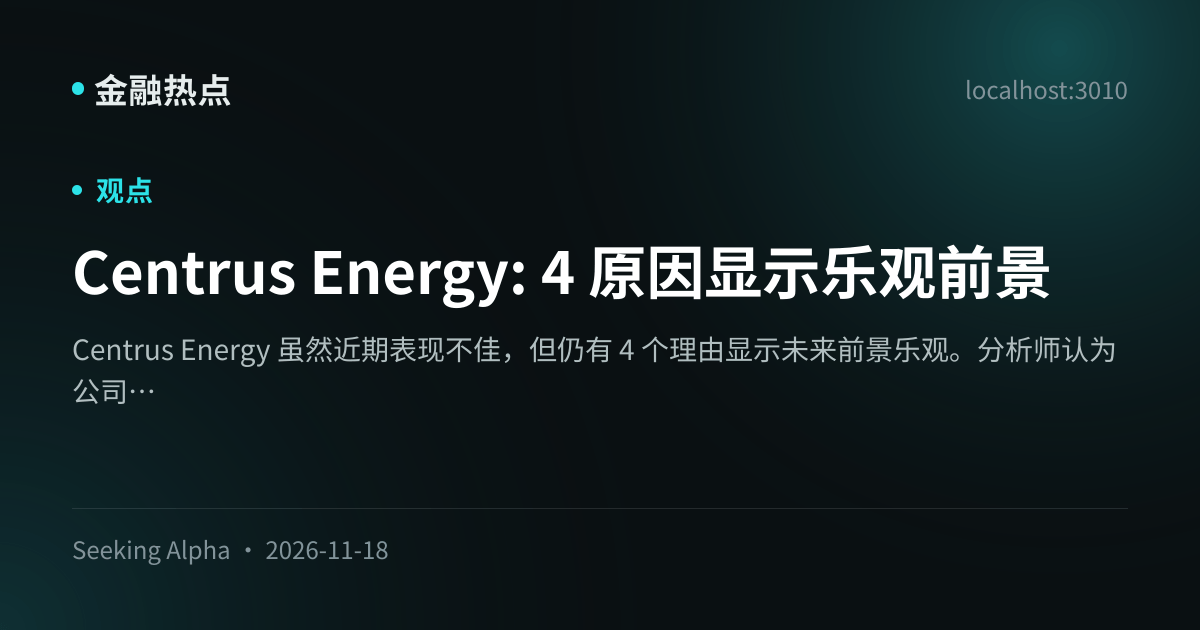 金融热点
localhost:3010
观点
Centrus Energy: 4 原因显示乐观前景
Centrus Energy 虽然近期表现不佳，但仍有 4 个理由显示未来前景乐观。分析师认为
公司…
Seeking Alpha · 2026-11-18